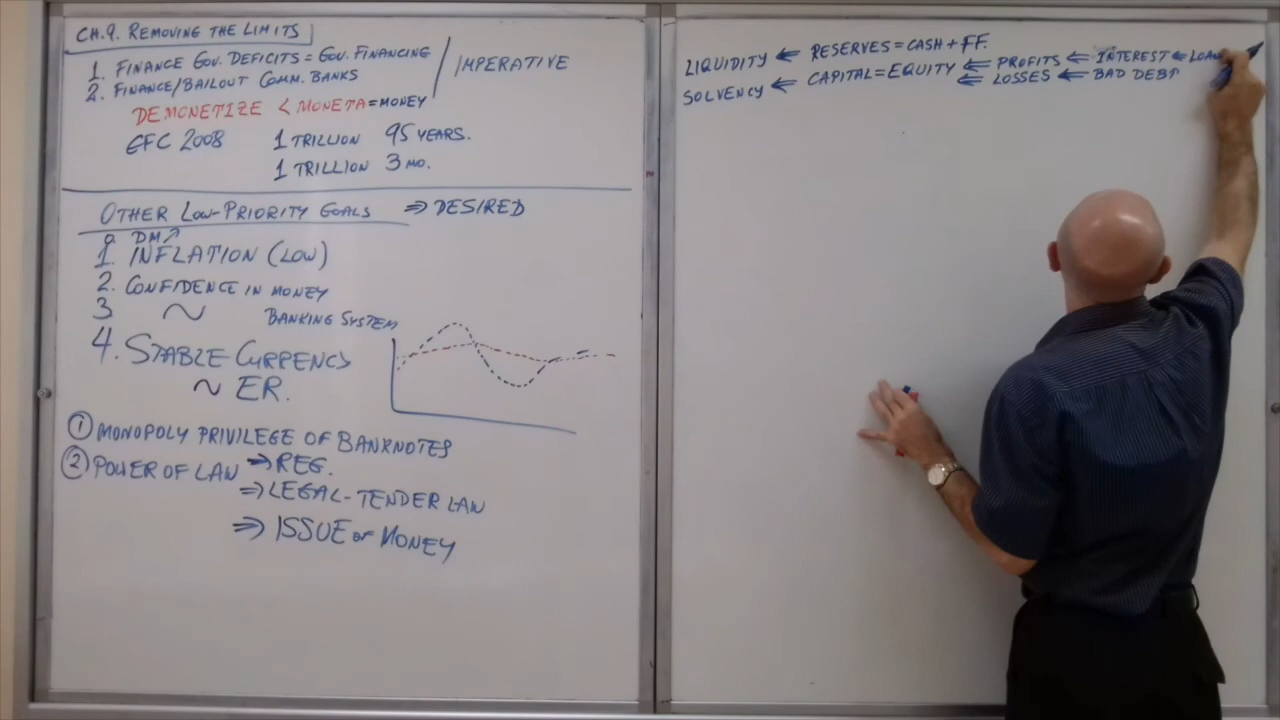 CH.9. REMOVING THE LIMITS
1. FINANCE GOV. DEFICITS = GOV. FINANCING
2. FINANCE/BAILOUT COMM. BANKS
IMPERATIVE
DEMONETIZE < MONETA = MONEY
GFC 2008 1 TRILLION 95 YEARS.
1 TRILLION 3 MO.
OTHER LOW-PRIORITY GOALS ⇒ DESIRED
0. DM↗
1. INFLATION (LOW)
2. CONFIDENCE IN MONEY
3 ~ BANKING SYSTEM
4. STABLE CURRENCY
~ ER.
① MONOPOLY PRIVILEGE OF BANKNOTES
② POWER OF LAW ⇒ REG.
⇒ LEGAL-TENDER LAW
⇒ ISSUE OF MONEY
LIQUIDITY ⇐ RESERVES = CASH + FF.
SOLVENCY ⇐ CAPITAL = EQUITY ⇐ PROFITS ⇐ INTEREST ⇐ LOAN
⇐ LOSSES ⇐ BAD DEBT